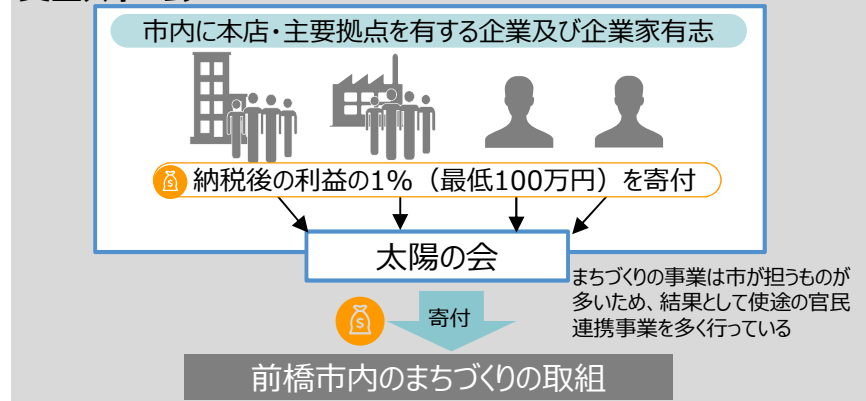 市内に本店・主要拠点を有する企業及び企業家有志
納税後の利益の1%（最低100万円）を寄付
太陽の会
まちづくりの事業は市が担うものが
多いため、結果として使途の官民
連携事業を多く行っている
寄付
前橋市内のまちづくりの取組